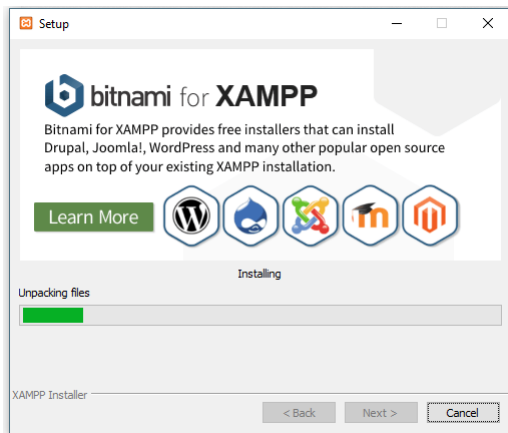 Setup
bitnami for XAMPP
Bitnami for XAMPP provides free installers that can install
Drupal, Joomla!, WordPress and many other popular open source
apps on top of your existing XAMPP installation.
Learn More
Installing
Unpacking files
XAMPP Installer
< Back Next > Cancel